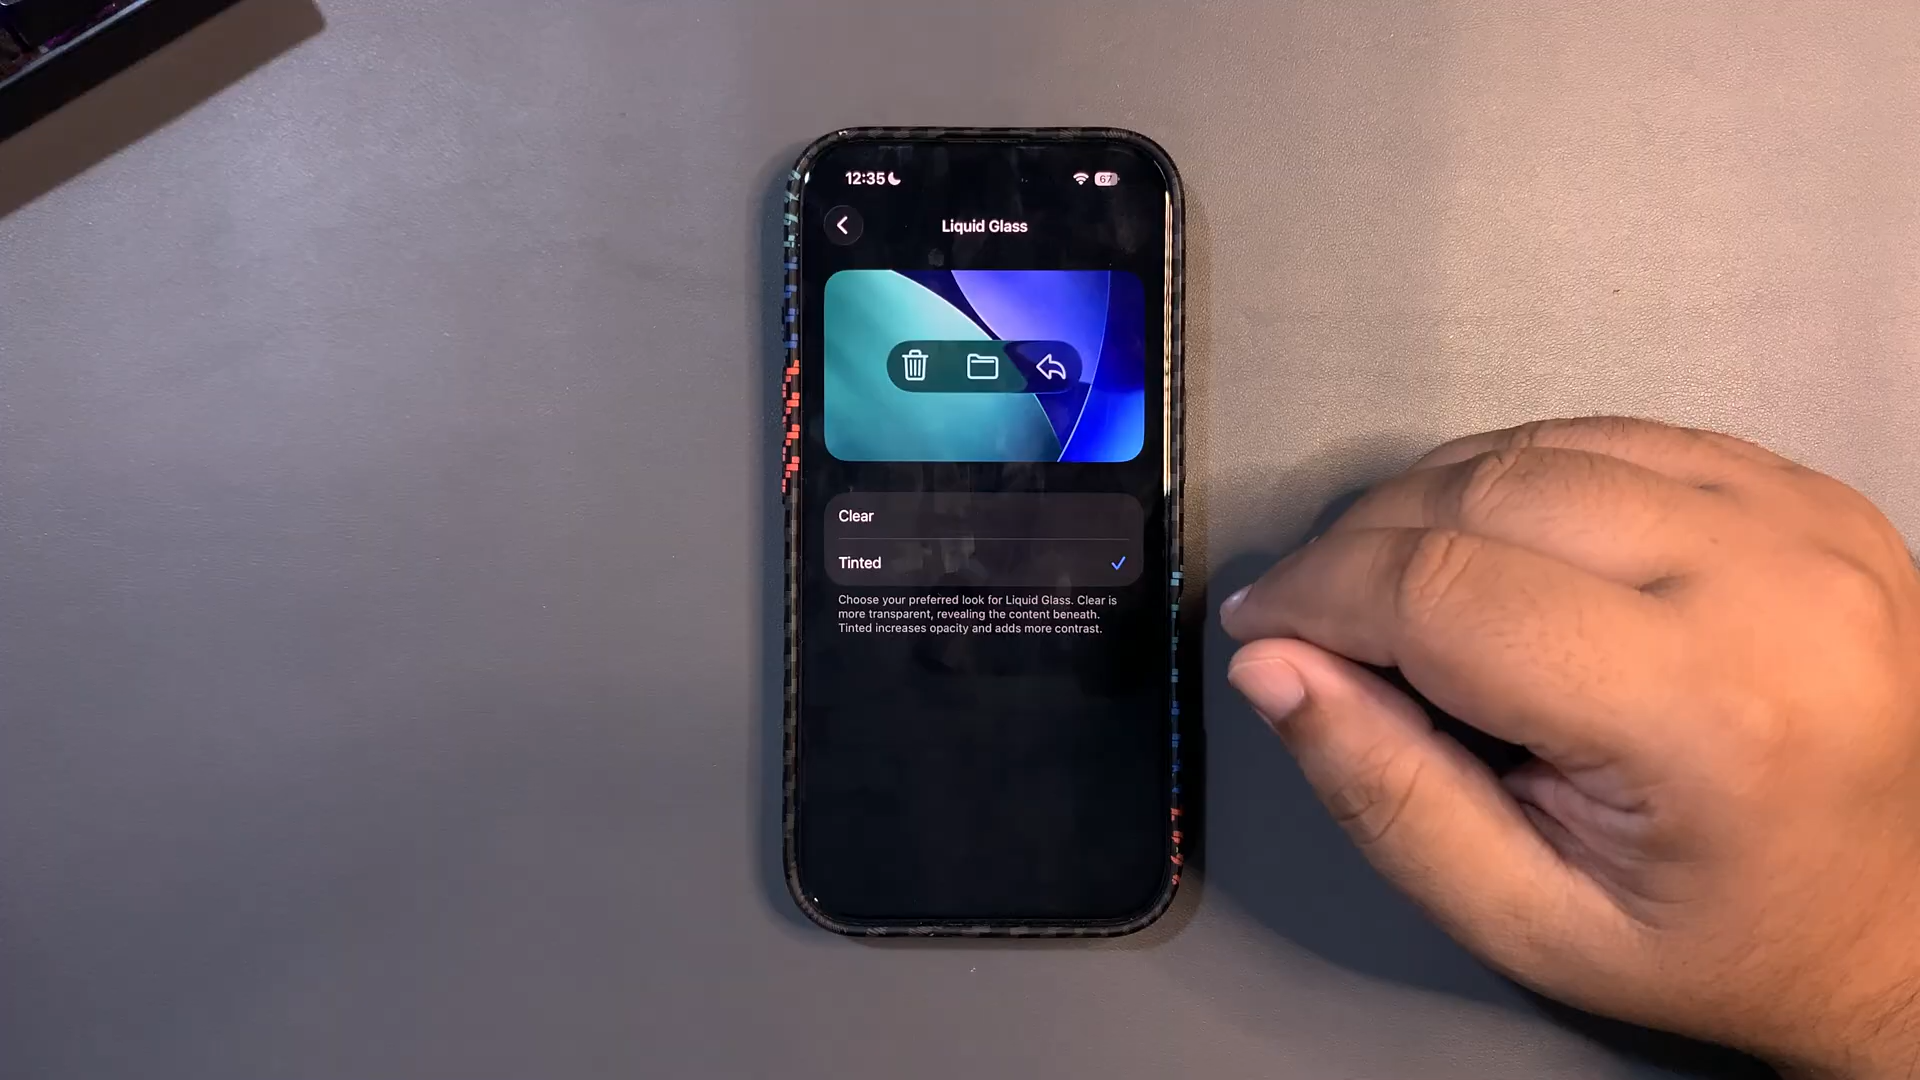 12:35
67
Liquid Glass
Clear
Tinted
Choose your preferred look for Liquid Glass. Clear is
more transparent, revealing the content beneath.
Tinted increases opacity and adds more contrast.